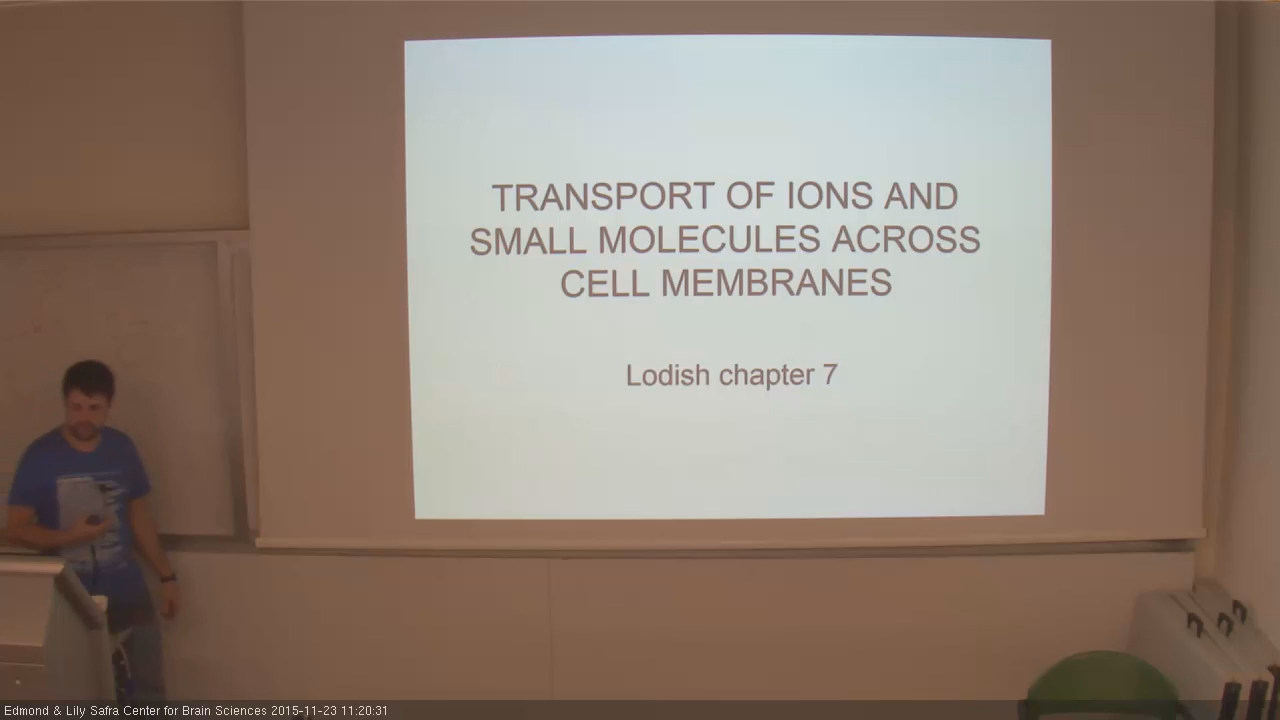 TRANSPORT OF IONS AND
SMALL MOLECULES ACROSS
CELL MEMBRANES
Lodish chapter 7
Edmond & Lily Safra Center for Brain Sciences 2015-11-23 11:20:31